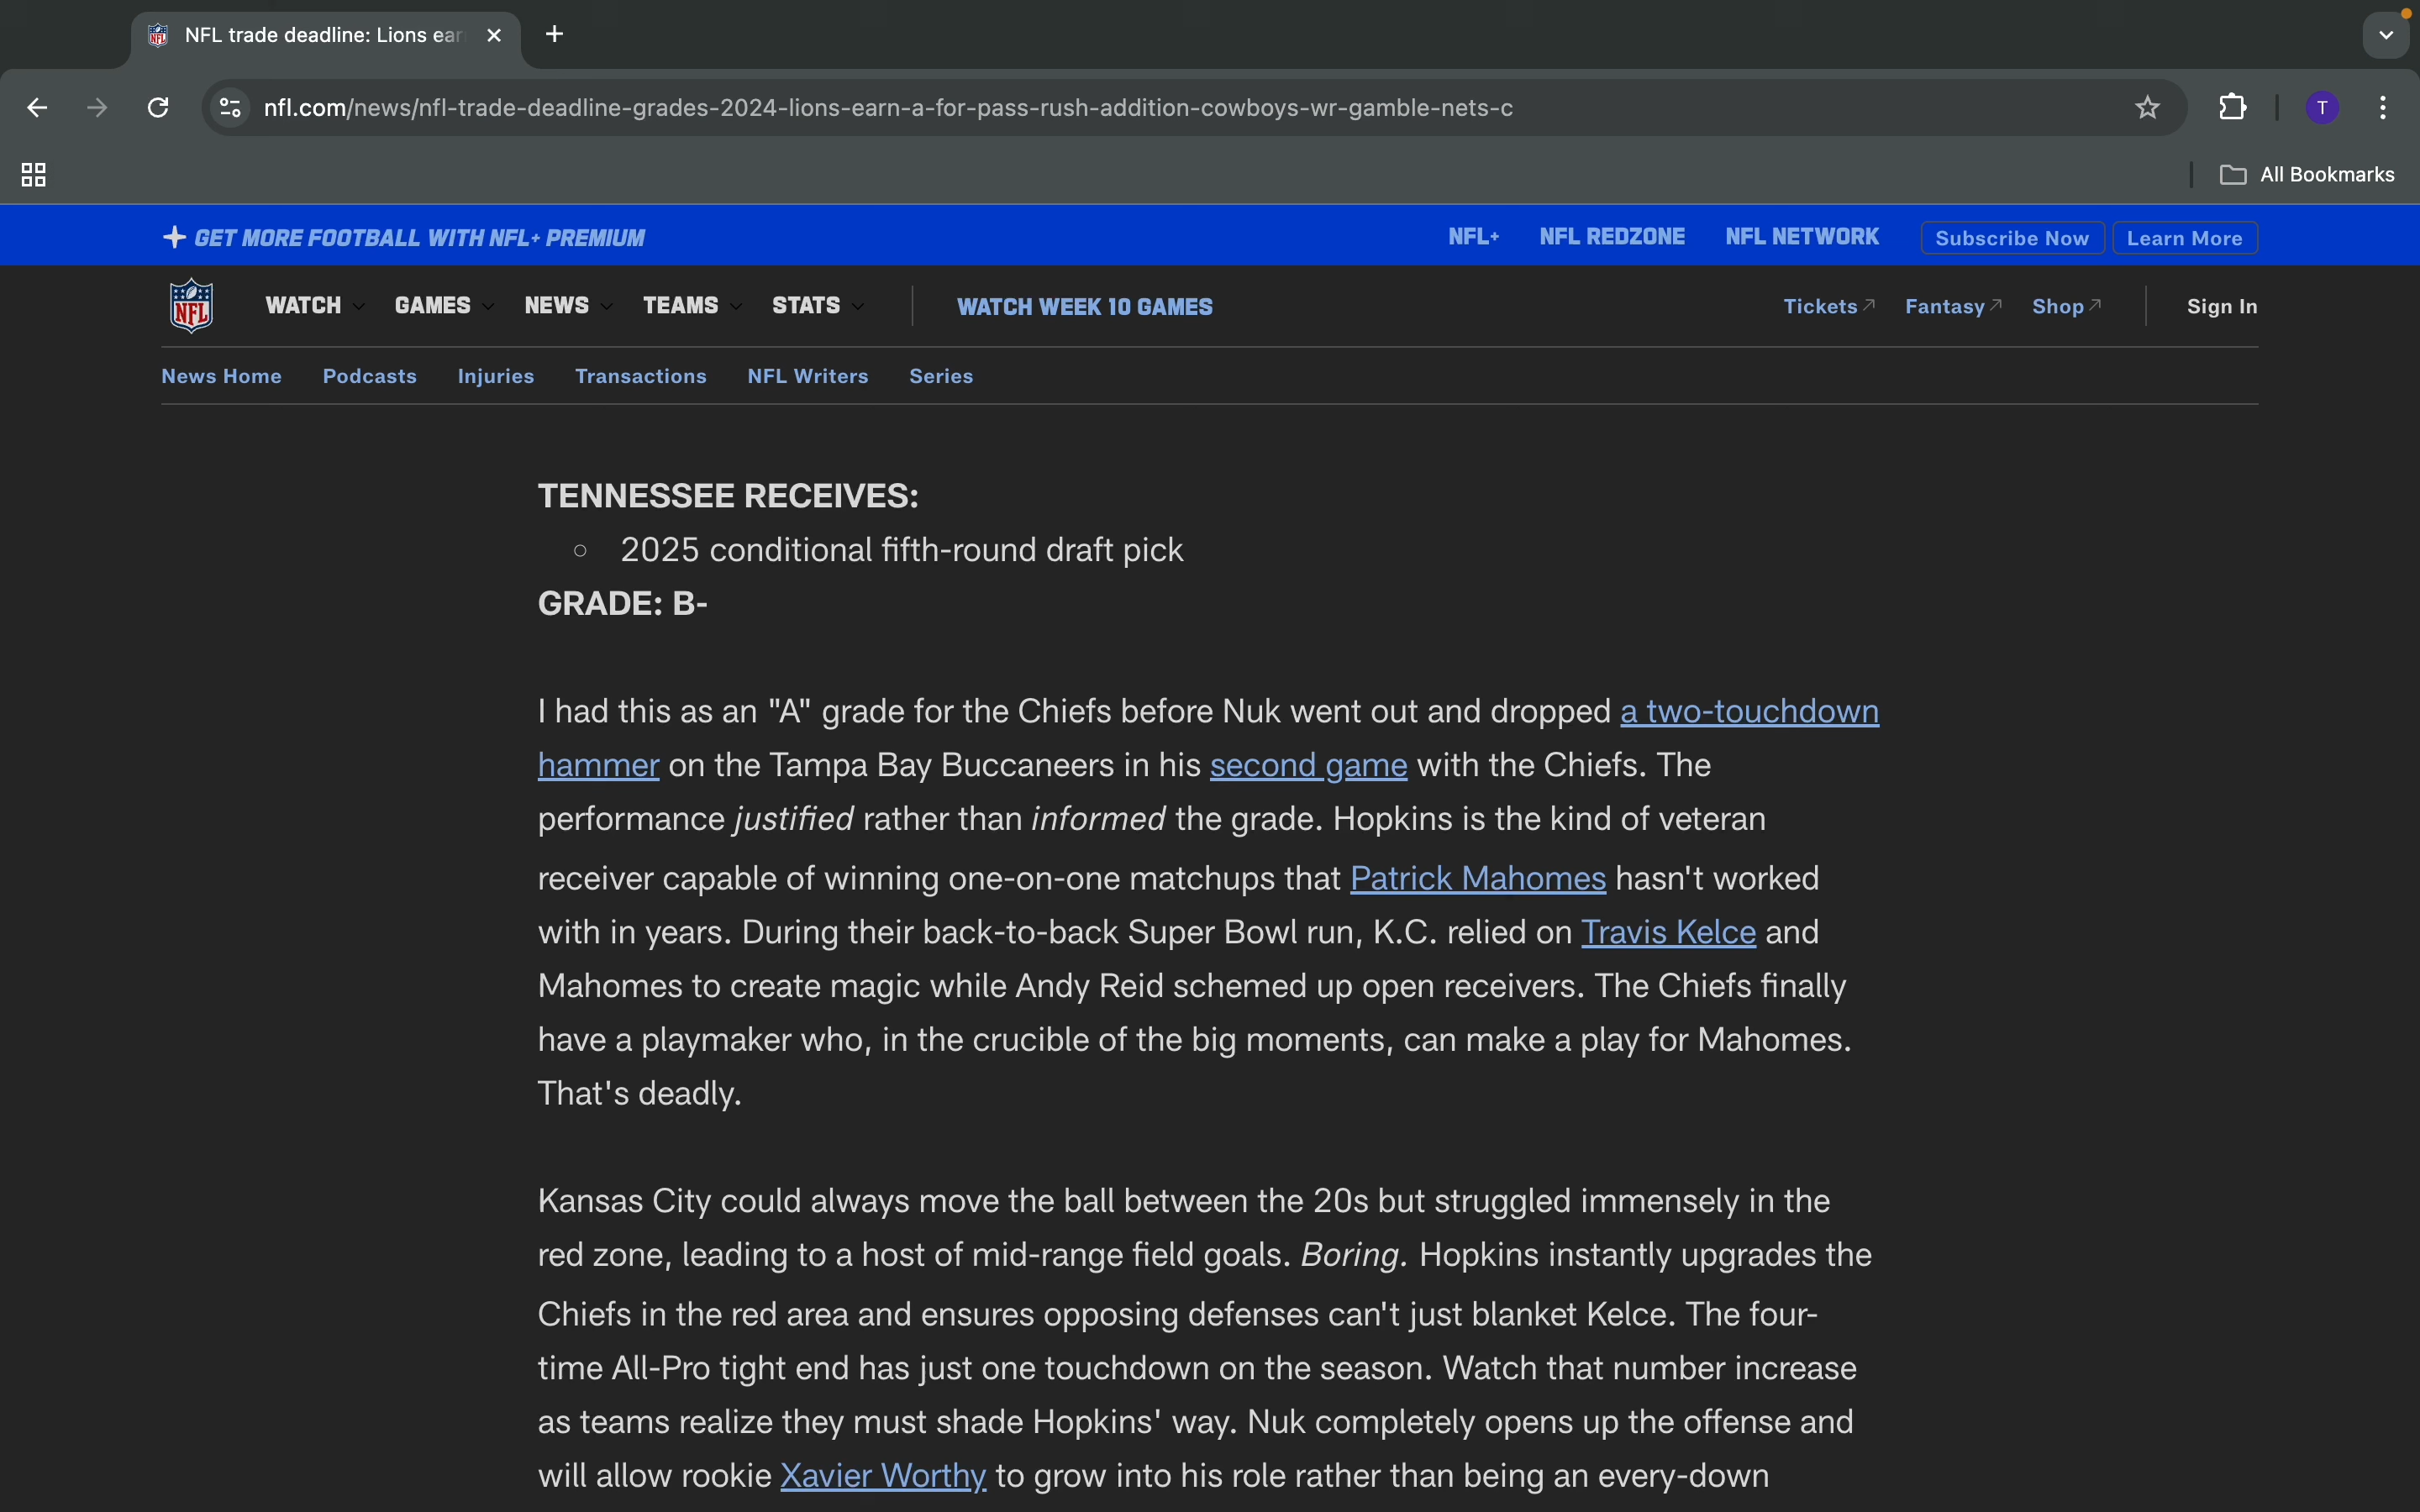 NFL trade deadline: Lions ear
nfl.com/news/nfl-trade-deadline-grades-2024-lions-earn-a-for-pass-rush-addition-cowboys-wr-gamble-nets-c
T
All Bookmarks
GET MORE FOOTBALL WITH NFL+ PREMIUM
NFL+ NFL REDZONE NFL NETWORK Subscribe Now Learn More
NFL WATCH GAMES NEWS TEAMS STATS WATCH WEEK 10 GAMES Tickets Fantasy Shop Sign In
News Home Podcasts Injuries Transactions NFL Writers Series
TENNESSEE RECEIVES:
2025 conditional fifth-round draft pick
GRADE: B-
I had this as an "A" grade for the Chiefs before Nuk went out and dropped a two-touchdown
hammer on the Tampa Bay Buccaneers in his second game with the Chiefs. The
performance justified rather than informed the grade. Hopkins is the kind of veteran
receiver capable of winning one-on-one matchups that Patrick Mahomes hasn't worked
with in years. During their back-to-back Super Bowl run, K.C. relied on Travis Kelce and
Mahomes to create magic while Andy Reid schemed up open receivers. The Chiefs finally
have a playmaker who, in the crucible of the big moments, can make a play for Mahomes.
That's deadly.
Kansas City could always move the ball between the 20s but struggled immensely in the
red zone, leading to a host of mid-range field goals. Boring. Hopkins instantly upgrades the
Chiefs in the red area and ensures opposing defenses can't just blanket Kelce. The four-
time All-Pro tight end has just one touchdown on the season. Watch that number increase
as teams realize they must shade Hopkins' way. Nuk completely opens up the offense and
will allow rookie Xavier Worthy to grow into his role rather than being an every-down